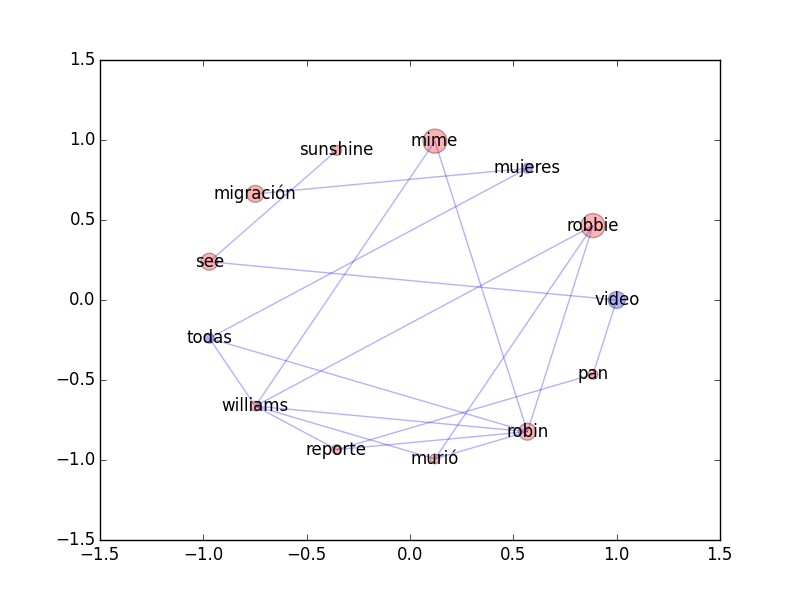 1.5
1.0
0.5
0.0
−0.5
−1.0
−1.5
sunshine
mime
mujeres
migración
robbie
see
video
todas
pan
williams
robin
reporte
murió
−1.5
−1.0
−0.5
0.0
0.5
1.0
1.5